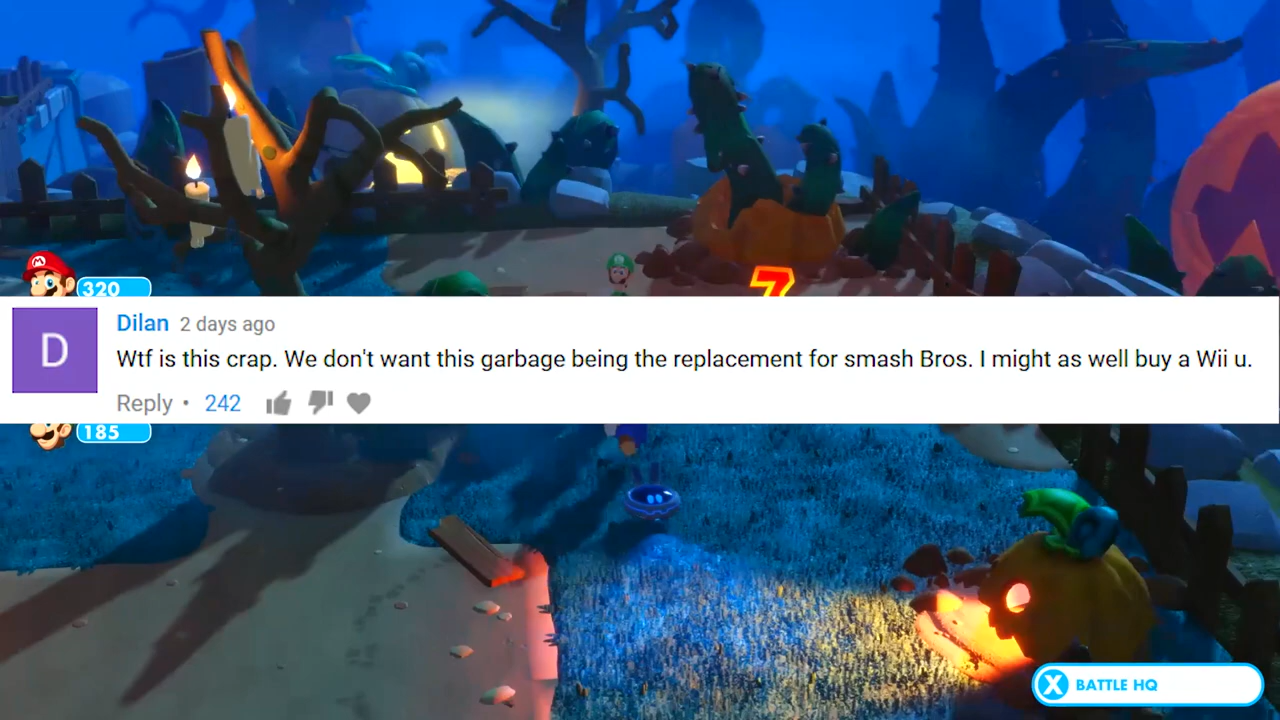 320
7
D
Dilan 2 days ago
Wtf is this crap. We don't want this garbage being the replacement for smash Bros. I might as well buy a Wii u.
Reply • 242
185
X BATTLE HQ